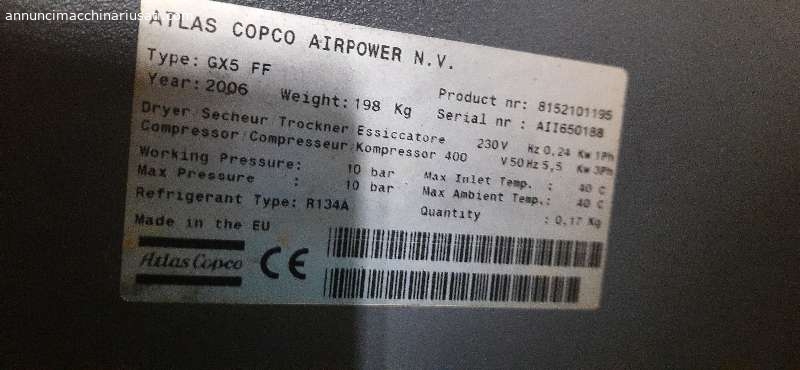 annuncimacchinariusa
ATLAS COPCO AIRPOWER N.V.
Type: GX5 FF
Year: 2006 Weight: 198 Kg Product nr: 8152101195
Serial nr : AII650188
Dryer Secheur Trockner Essiccatore 230V Hz 0,24 Kw 1Ph
Compressor/Compresseur/Kompressor 400 V 50 Hz 5,5 Kw 3Ph
Working Pressure: 10 bar Max Inlet Temp. : 40 C
Max Pressure : 10 bar Max Ambient Temp.: 40 C
Refrigerant Type: R134A Quantity : 0,17 Kg
Made in the EU
Atlas Copco CE